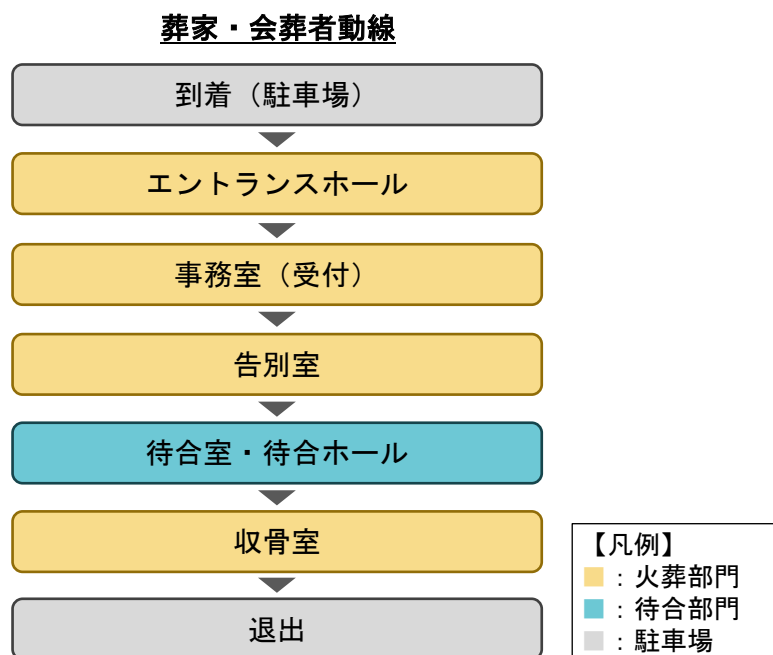 葬家・会葬者動線
到着（駐車場）
エントランスホール
事務室（受付）
告別室
待合室・待合ホール
収骨室
退出
【凡例】
：火葬部門
：待合部門
：駐車場